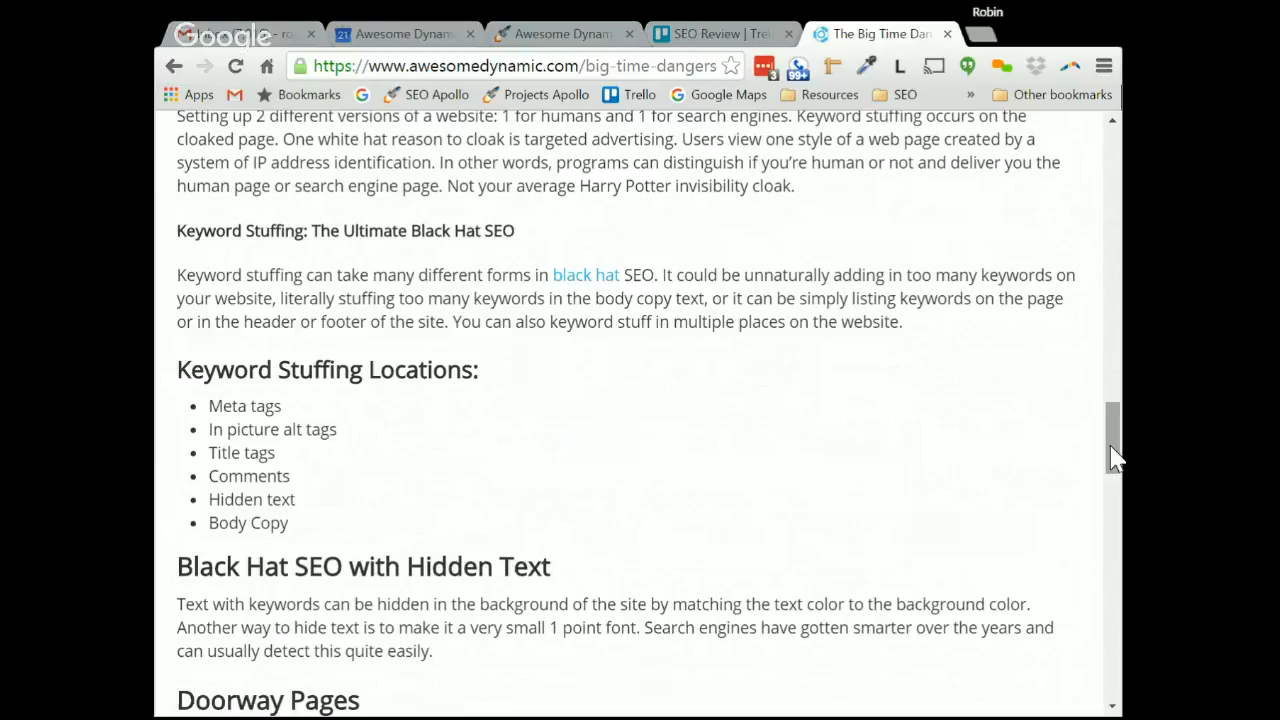 Robin
Google
Awesome Dynam
Awesome Dynam
SEO Review | Trel
The Big Time Dan
https://www.awesomedynamic.com/big-time-dangers
3
99+
L
Apps
Bookmarks
SEO Apollo
Projects Apollo
Trello
Google Maps
Resources
SEO
»
Other bookmarks
Setting up 2 different versions of a website: 1 for humans and 1 for search engines. Keyword stuffing occurs on the
cloaked page. One white hat reason to cloak is targeted advertising. Users view one style of a web page created by a
system of IP address identification. In other words, programs can distinguish if you’re human or not and deliver you the
human page or search engine page. Not your average Harry Potter invisibility cloak.
Keyword Stuffing: The Ultimate Black Hat SEO
Keyword stuffing can take many different forms in black hat SEO. It could be unnaturally adding in too many keywords on
your website, literally stuffing too many keywords in the body copy text, or it can be simply listing keywords on the page
or in the header or footer of the site. You can also keyword stuff in multiple places on the website.
Keyword Stuffing Locations:
• Meta tags
• In picture alt tags
• Title tags
• Comments
• Hidden text
• Body Copy
Black Hat SEO with Hidden Text
Text with keywords can be hidden in the background of the site by matching the text color to the background color.
Another way to hide text is to make it a very small 1 point font. Search engines have gotten smarter over the years and
can usually detect this quite easily.
Doorway Pages